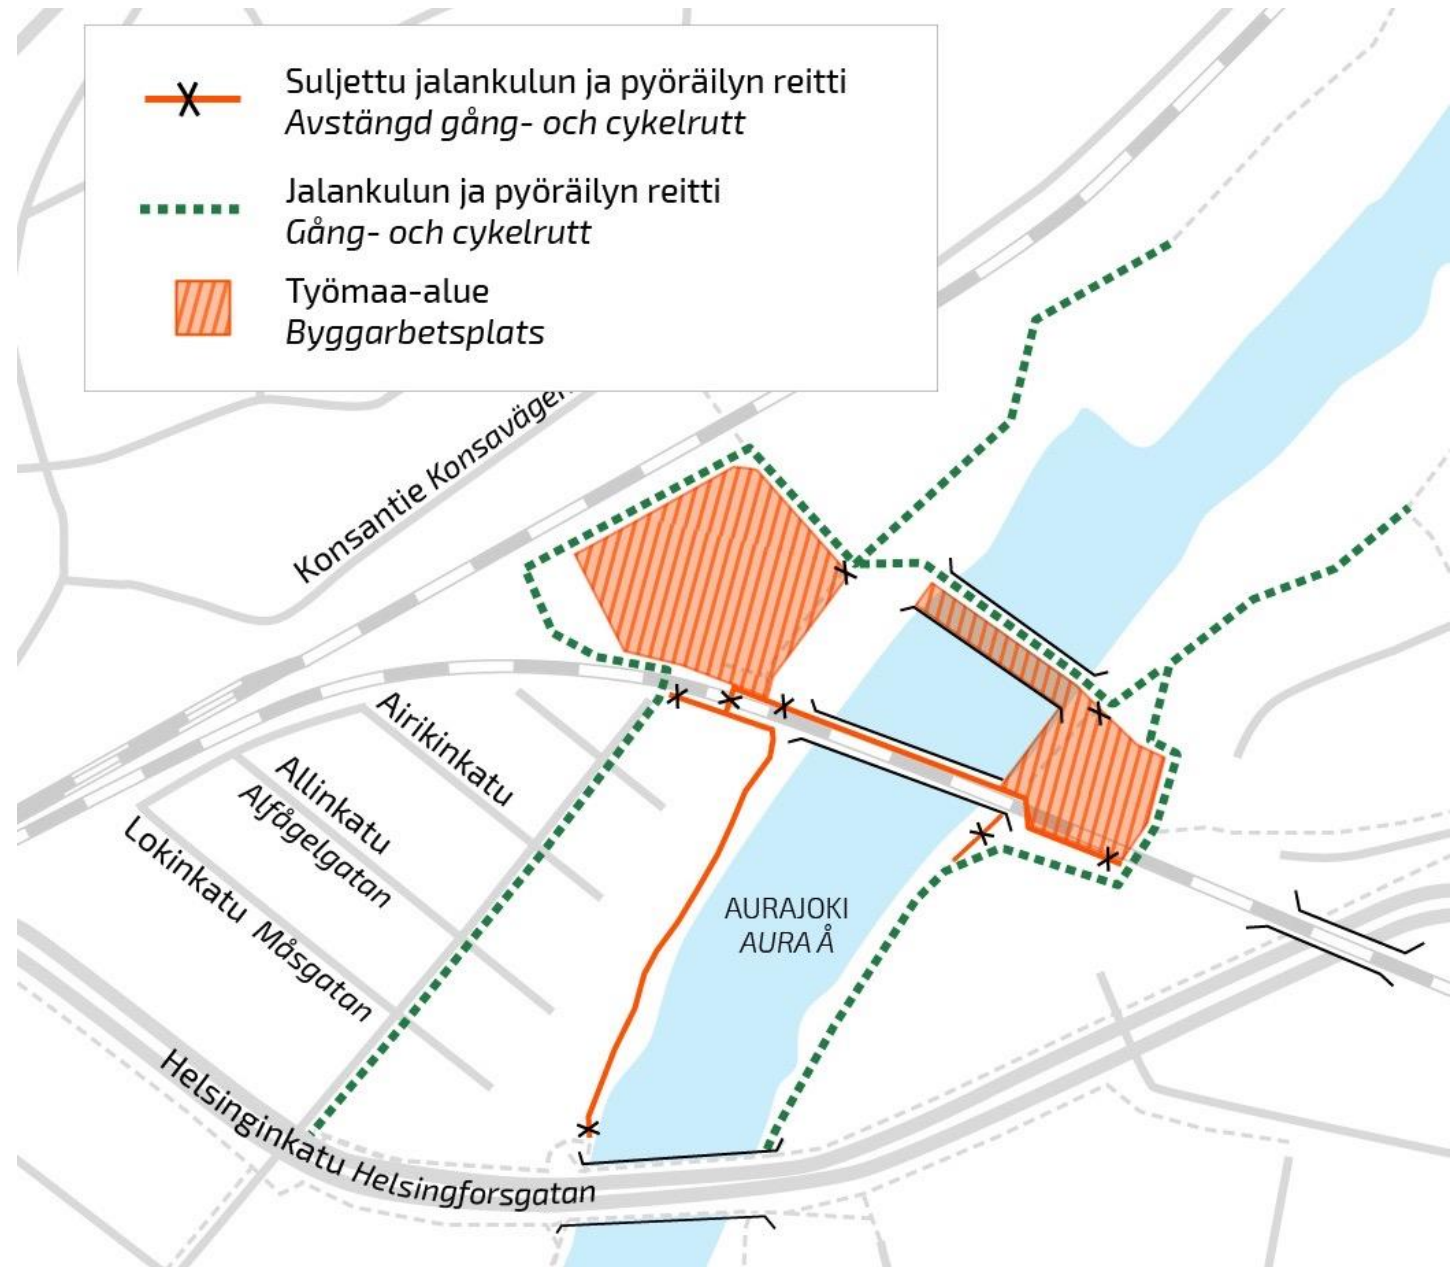 Suljettu jalankulun ja pyöräilyn reitti
Avstängd gång- och cykelrutt
Jalankulun ja pyöräilyn reitti
Gång- och cykelrutt
Työmaa-alue
Byggarbetsplats
Konsantie Konsavägen
Airikinkatu
Allinkatu
Alfågelgatan
Lokinkatu Måsgatan
AURAJOKI
AURA Å
Helsinginkatu Helsingforsgatan